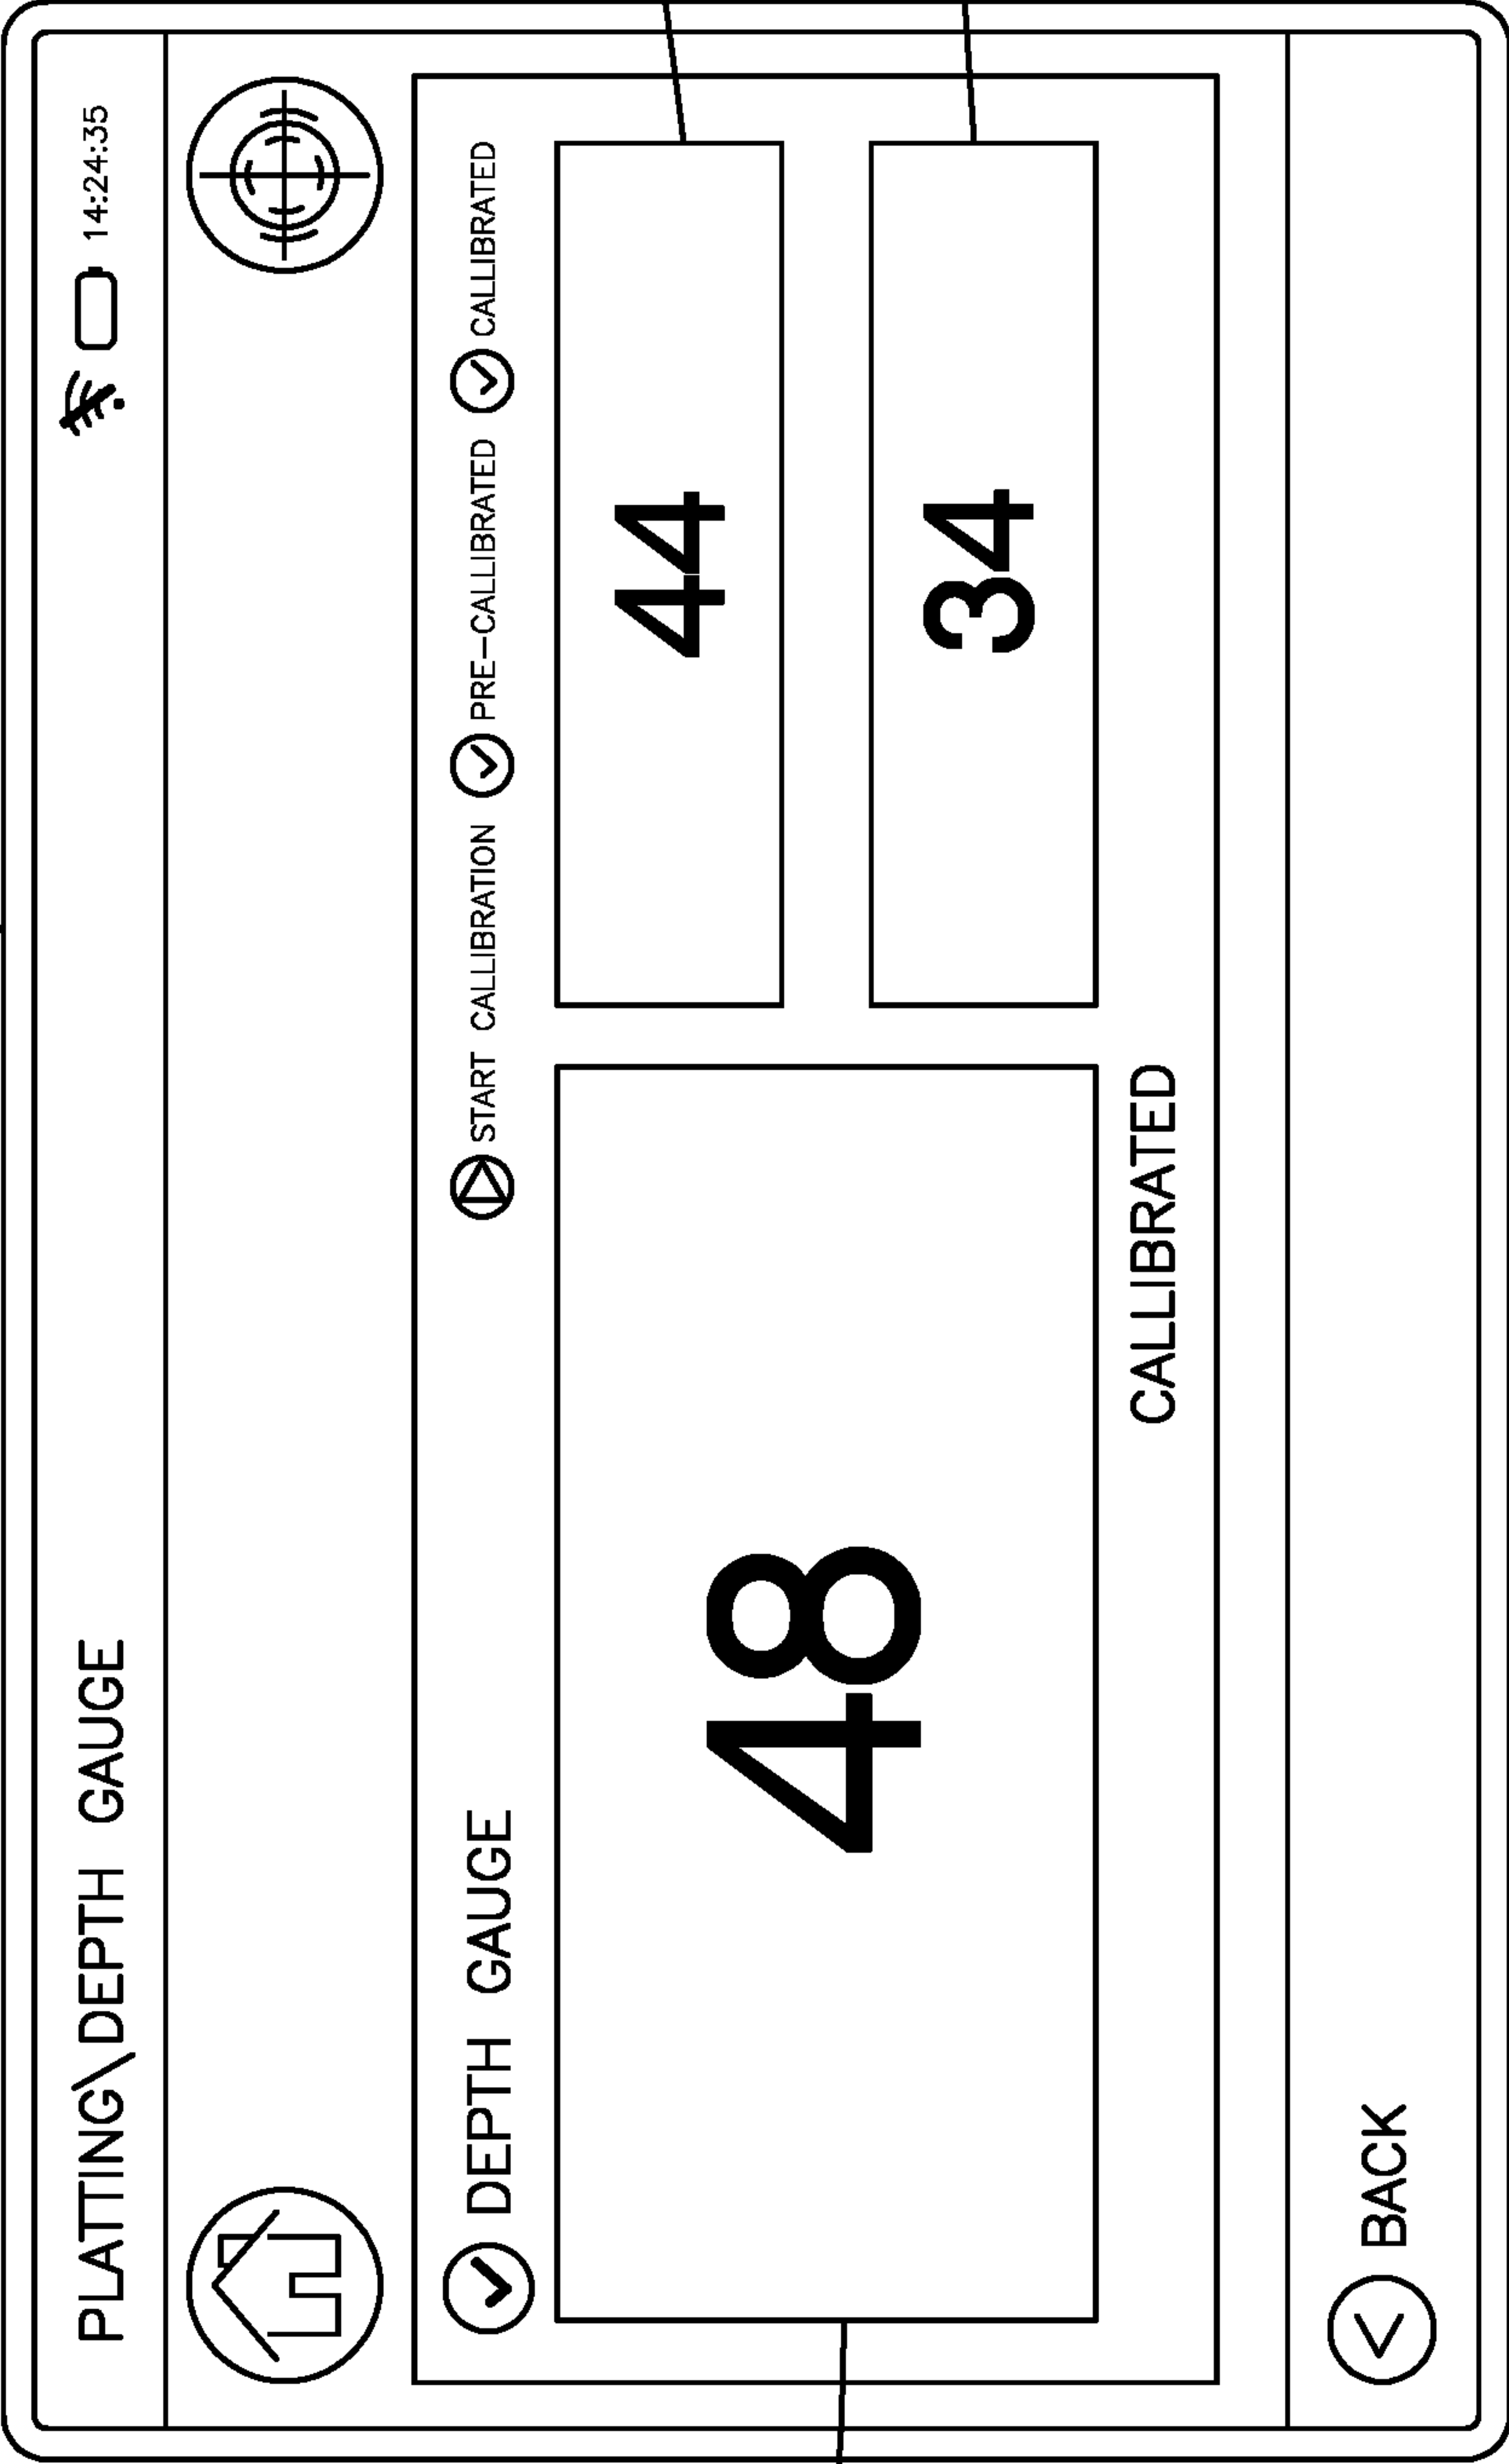 PLATTING\DEPTH GAUGE 14:24:35
DEPTH GAUGE START CALLIBRATION PRE-CALLIBRATED CALLIBRATED
48
44
34
CALLIBRATED
BACK